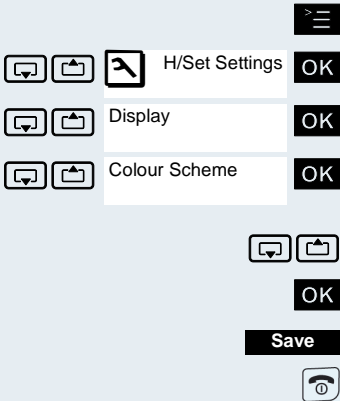 H/Set Settings OK
Display OK
Colour Scheme OK
OK
Save